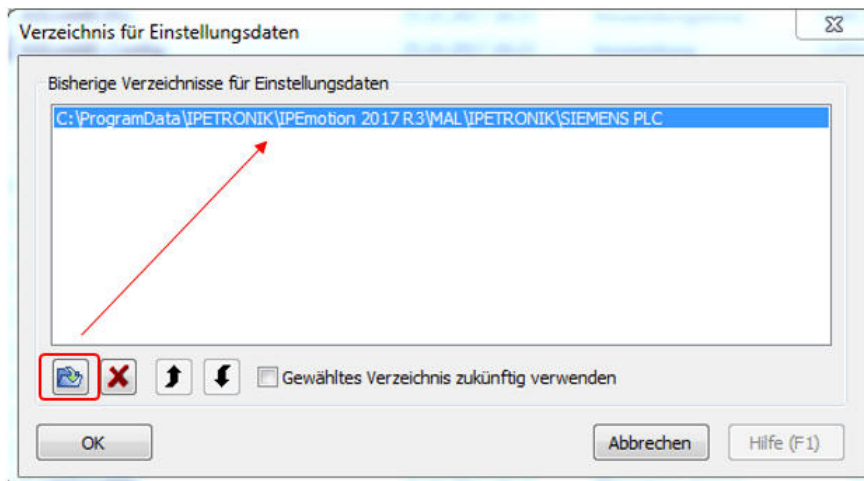 Verzeichnis für Einstellungsdaten
Bisherige Verzeichnisse für Einstellungsdaten
C:\ProgramData\IPETRONIK\IPEmotion 2017 R3\MAL\IPETRONIK\SIEMENS PLC
Gewähltes Verzeichnis zukünftig verwenden
OK
Abbrechen
Hilfe (F1)